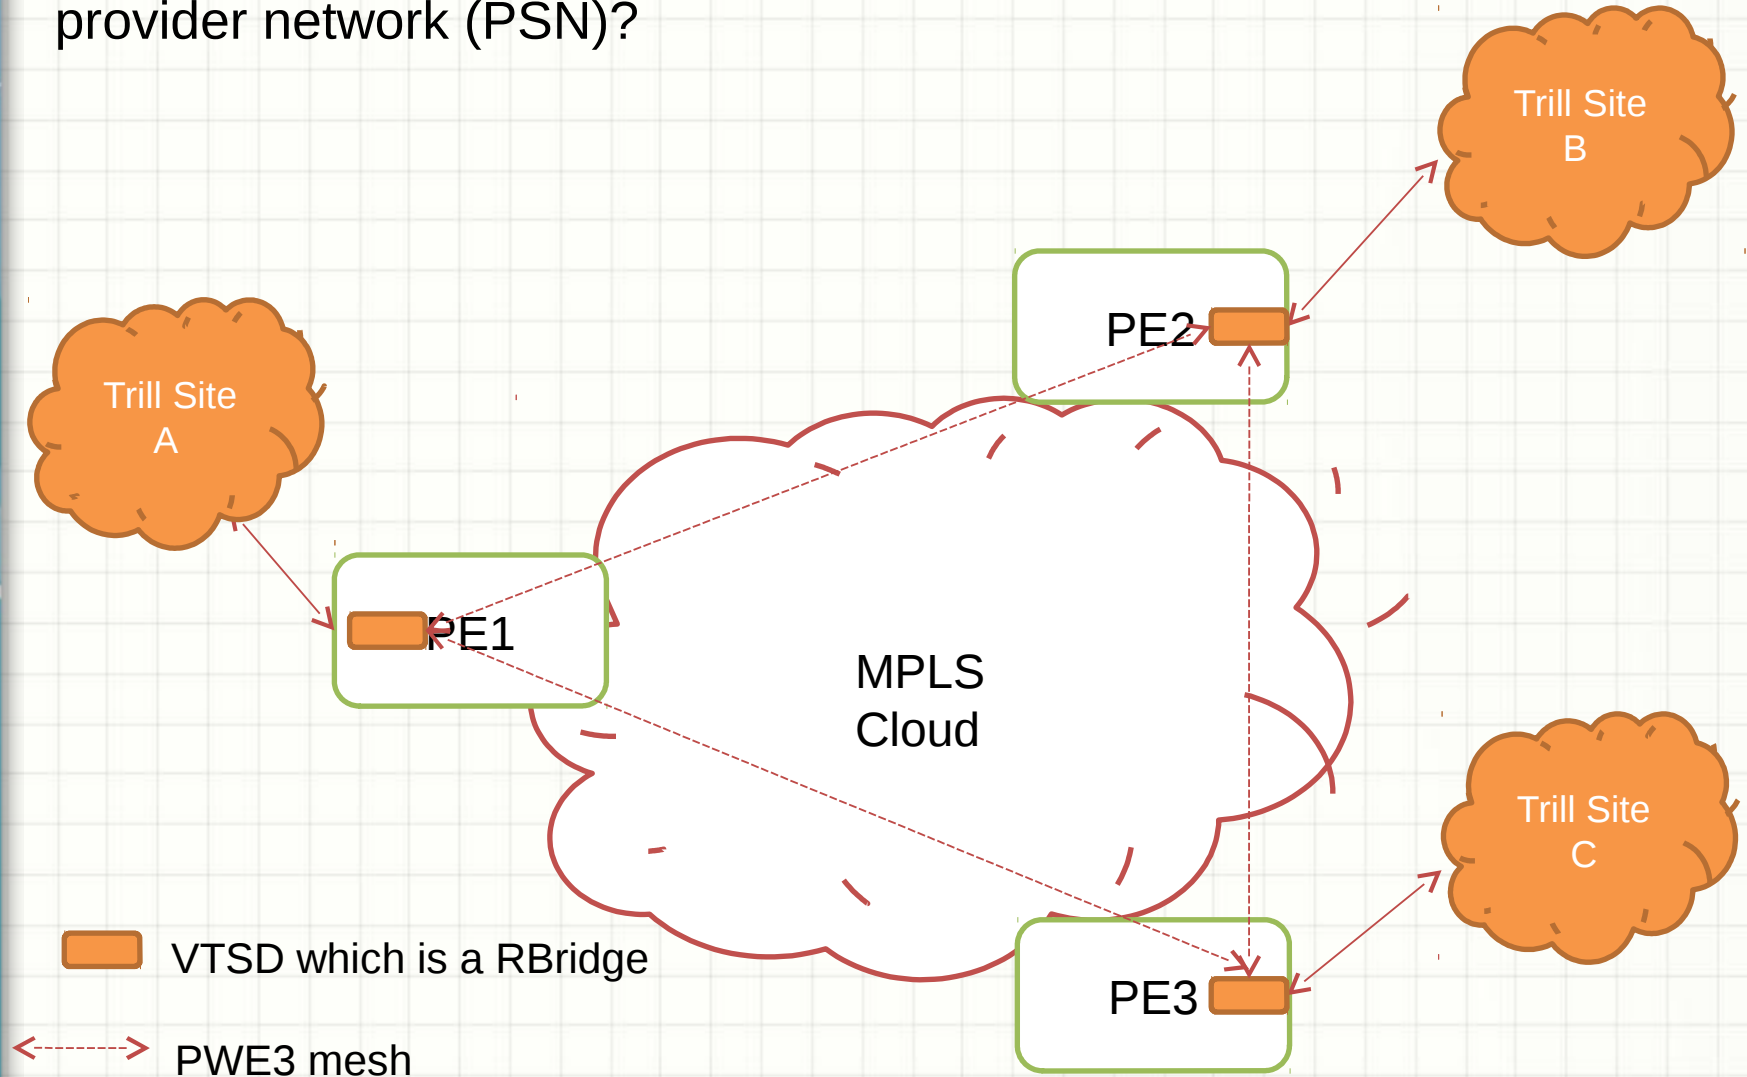 provider network (PSN)?
Trill Site
B
PE2
Trill Site
A
PE1
MPLS
Cloud
Trill Site
C
VTSD which is a RBridge
PE3
PWE3 mesh